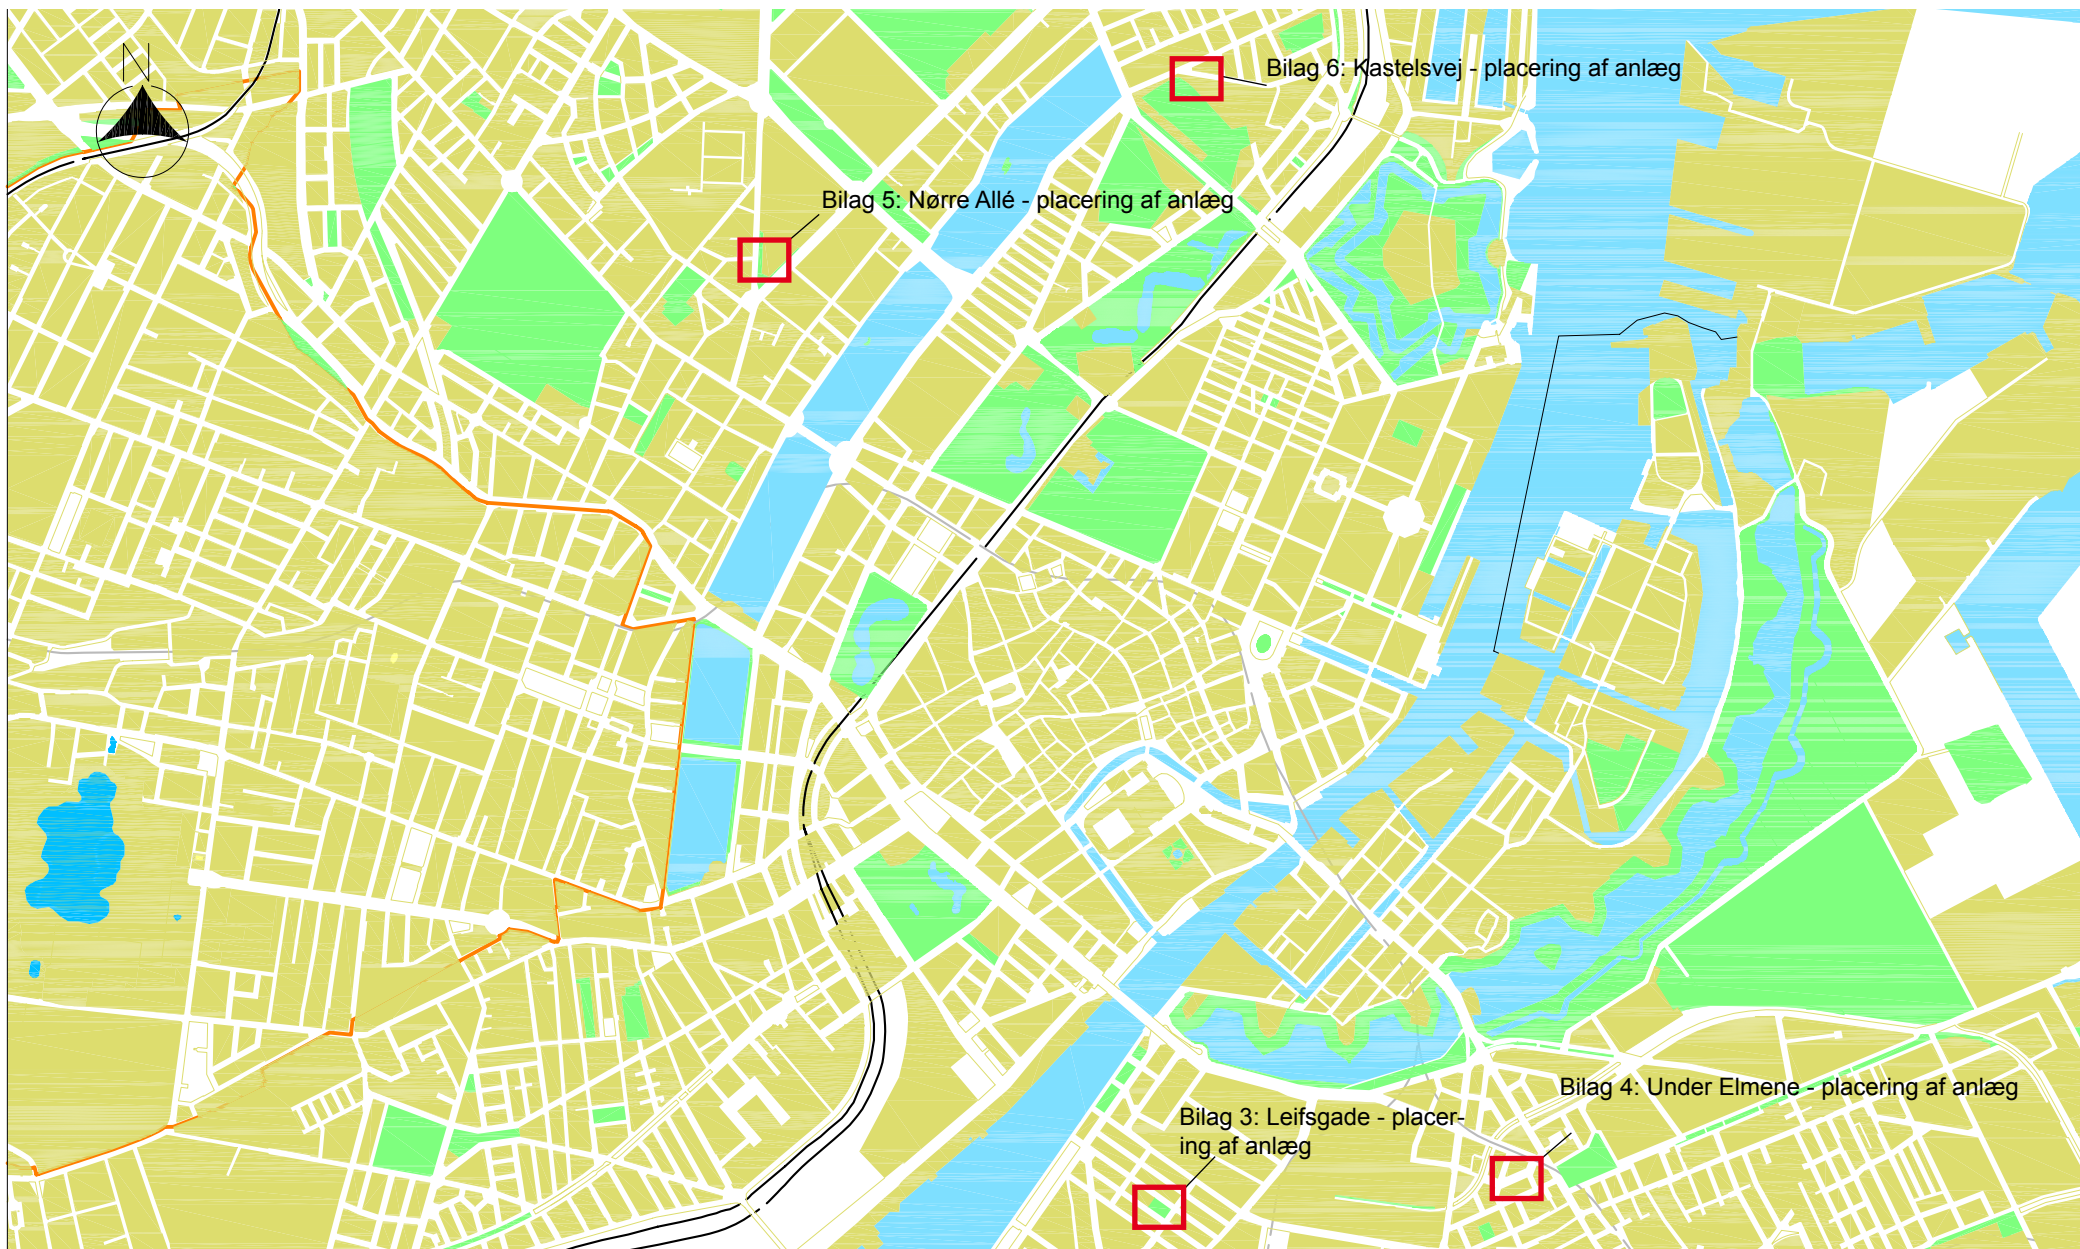 N
Bilag 6: Kastelsvej - placering af anlæg
Bilag 5: Nørre Allé - placering af anlæg
Bilag 4: Under Elmene - placering af anlæg
Bilag 3: Leifsgade - placer-
ing af anlæg